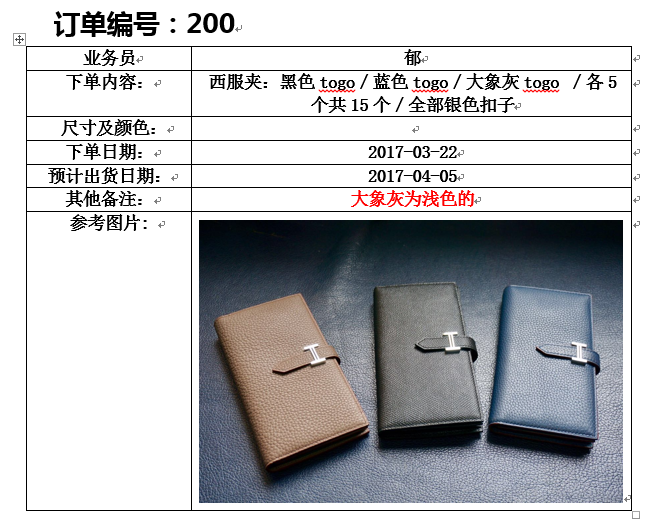 订单编号：200
业务员
郁
下单内容：
西服夹：黑色 togo / 蓝色 togo / 大象灰 togo / 各 5
个共 15 个 / 全部银色扣子
尺寸及颜色：
下单日期：
2017-03-22
预计出货日期：
2017-04-05
其他备注：
大象灰为浅色的
参考图片: